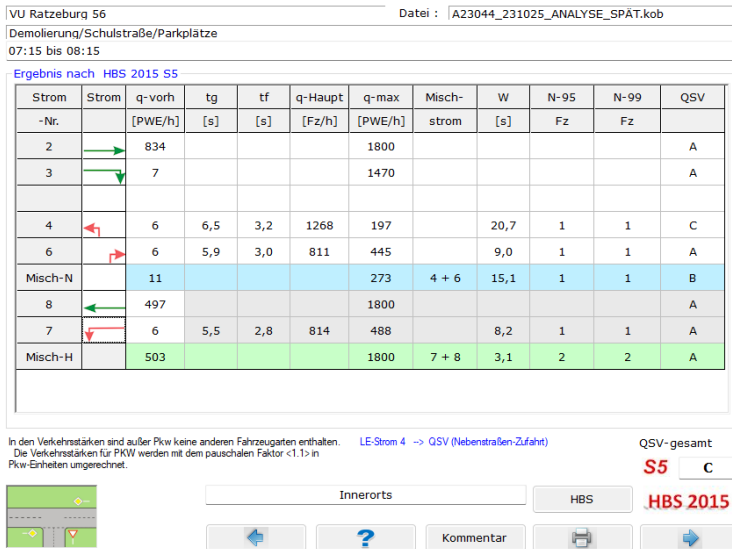 VU Ratzeburg 56 Datei : A23044_231025_ANALYSE_SPÄT.kob
Demolierung/Schulstraße/Parkplätze
07:15 bis 08:15
Ergebnis nach HBS 2015 S5
Strom Strom q-vorh tg tf q-Haupt q-max Misch- W N-95 N-99 QSV
-Nr. [PWE/h] [s] [s] [Fz/h] [PWE/h] strom [s] Fz Fz
2 834 1800 A
3 7 1470 A
4 6 6,5 3,2 1268 197 20,7 1 1 C
6 6 5,9 3,0 811 445 9,0 1 1 A
Misch-N 11 273 4 + 6 15,1 1 1 B
8 497 1800 A
7 6 5,5 2,8 814 488 8,2 1 1 A
Misch-H 503 1800 7 + 8 3,1 2 2 A
In den Verkehrsstärken sind außer Pkw keine anderen Fahrzeugarten enthalten. LE-Strom 4 --> QSV (Nebenstraßen-Zufahrt) QSV-gesamt
Die Verkehrsstärken für PKW werden mit dem pauschalen Faktor <1.1> in
Pkw-Einheiten umgerechnet.
S5 C
Innerorts HBS HBS 2015
? Kommentar